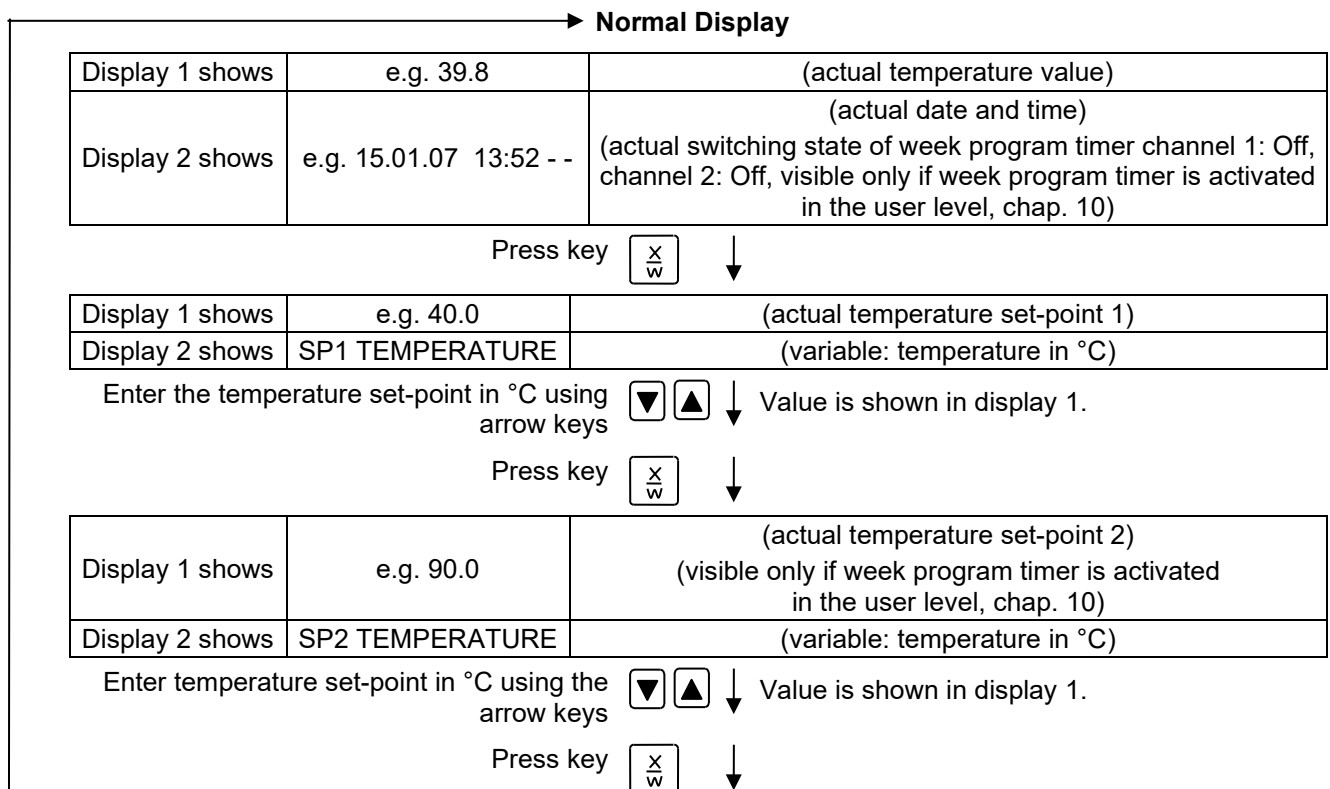 Normal Display
Display 1 shows e.g. 39.8 (actual temperature value)
(actual date and time)
Display 2 shows e.g. 15.01.07 13:52 - - (actual switching state of week program timer channel 1: Off,
channel 2: Off, visible only if week program timer is activated
in the user level, chap. 10)
Press key x w
Display 1 shows e.g. 40.0 (actual temperature set-point 1)
Display 2 shows SP1 TEMPERATURE (variable: temperature in °C)
Enter the temperature set-point in °C using ▼ ▲ Value is shown in display 1.
arrow keys
Press key x w
(actual temperature set-point 2)
Display 1 shows e.g. 90.0 (visible only if week program timer is activated
in the user level, chap. 10)
Display 2 shows SP2 TEMPERATURE (variable: temperature in °C)
Enter temperature set-point in °C using the ▼ ▲ Value is shown in display 1.
arrow keys
Press key x w